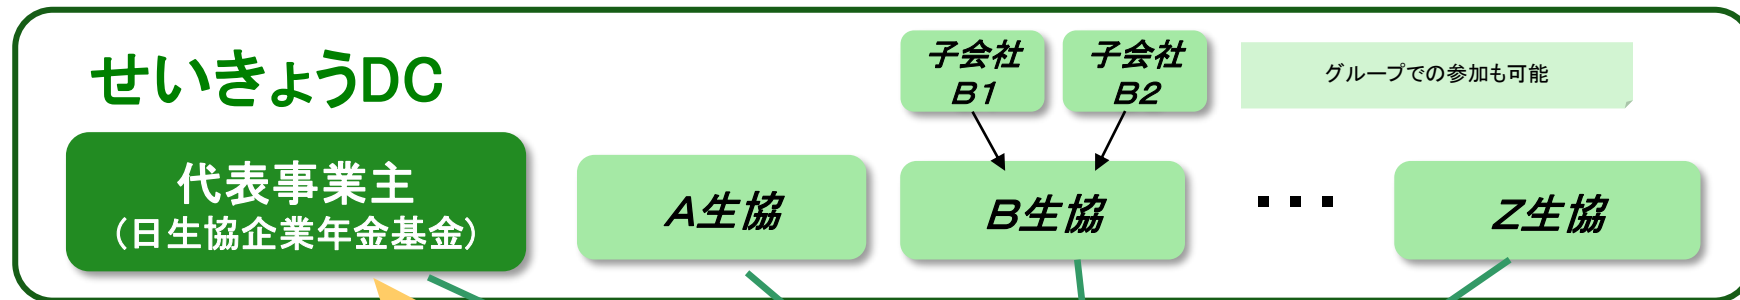 せいきょうDC
子会社
B1
子会社
B2
グループでの参加も可能
代表事業主
（日生協企業年金基金）
A生協
B生協
・・・
Z生協